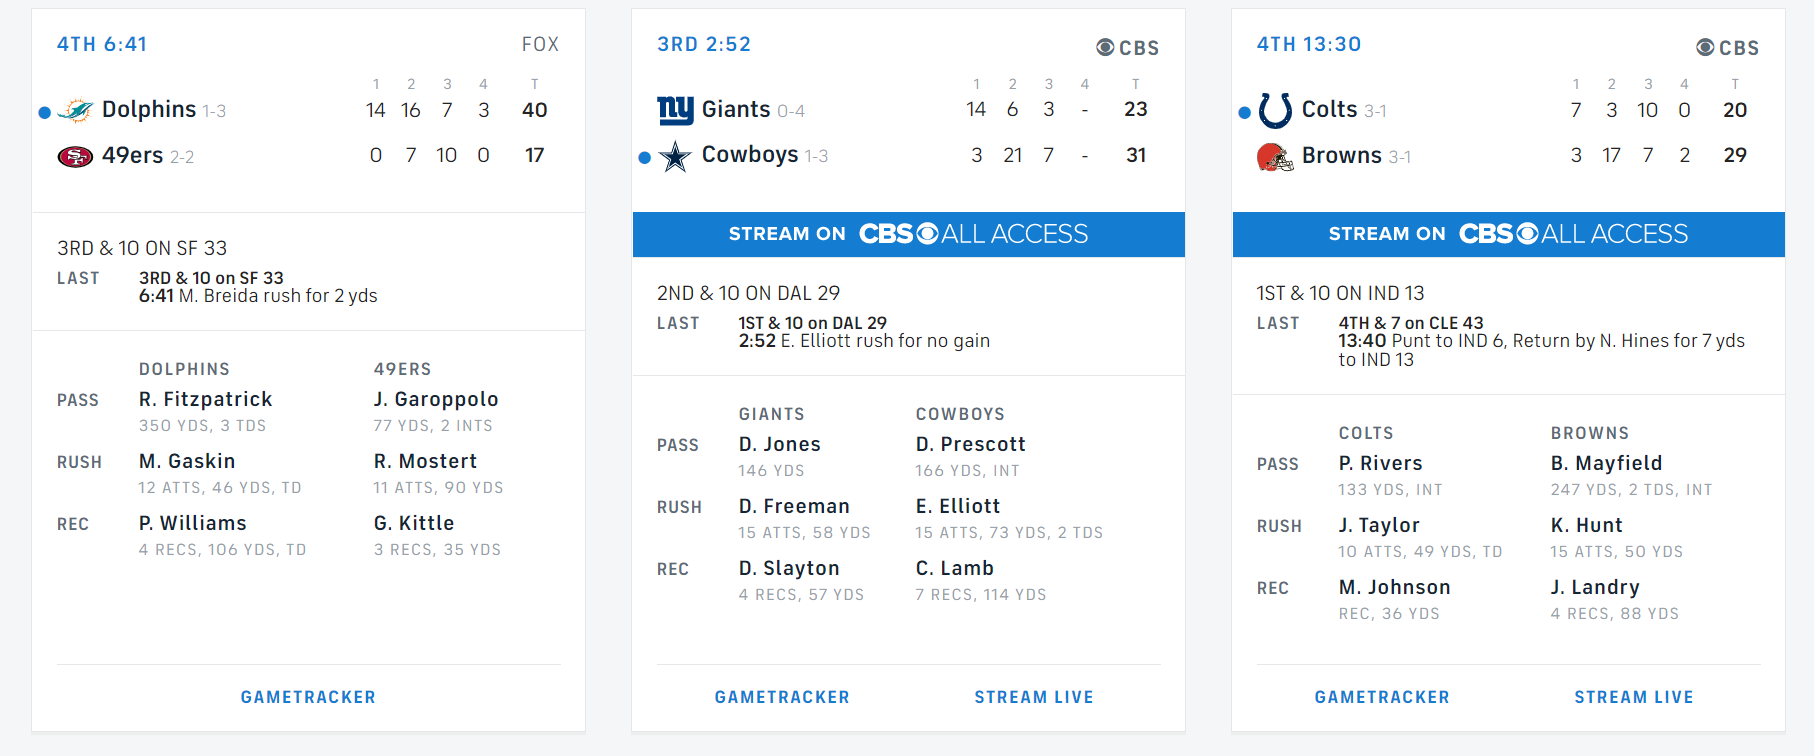 4TH 6:41 FOX
1 2 3 4 T
Dolphins 1-3 14 16 7 3 40
49ers 2-2 0 7 10 0 17
3RD & 10 ON SF 33
LAST 3RD & 10 on SF 33
6:41 M. Breida rush for 2 yds
DOLPHINS 49ERS
PASS R. Fitzpatrick J. Garoppolo
350 YDS, 3 TDS 77 YDS, 2 INTS
RUSH M. Gaskin R. Mostert
12 ATTS, 46 YDS, TD 11 ATTS, 90 YDS
REC P. Williams G. Kittle
4 RECS, 106 YDS, TD 3 RECS, 35 YDS
GAMETRACKER
3RD 2:52 CBS
1 2 3 4 T
ny Giants 0-4 14 6 3 - 23
Cowboys 1-3 3 21 7 - 31
STREAM ON CBS ALL ACCESS
2ND & 10 ON DAL 29
LAST 1ST & 10 on DAL 29
2:52 E. Elliott rush for no gain
GIANTS COWBOYS
PASS D. Jones D. Prescott
146 YDS 166 YDS, INT
RUSH D. Freeman E. Elliott
15 ATTS, 58 YDS 15 ATTS, 73 YDS, 2 TDS
REC D. Slayton C. Lamb
4 RECS, 57 YDS 7 RECS, 114 YDS
GAMETRACKER STREAM LIVE
4TH 13:30 CBS
1 2 3 4 T
Colts 3-1 7 3 10 0 20
Browns 3-1 3 17 7 2 29
STREAM ON CBS ALL ACCESS
1ST & 10 ON IND 13
LAST 4TH & 7 on CLE 43
13:40 Punt to IND 6, Return by N. Hines for 7 yds
to IND 13
COLTS BROWNS
PASS P. Rivers B. Mayfield
133 YDS, INT 247 YDS, 2 TDS, INT
RUSH J. Taylor K. Hunt
10 ATTS, 49 YDS, TD 15 ATTS, 50 YDS
REC M. Johnson J. Landry
REC, 36 YDS 4 RECS, 88 YDS
GAMETRACKER STREAM LIVE